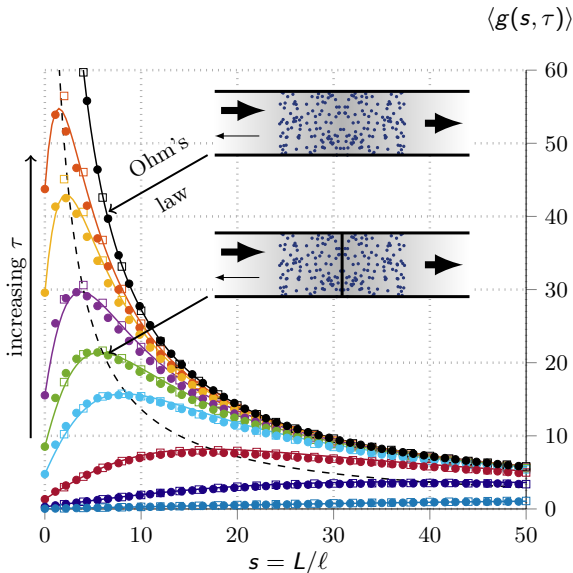 ⟨g(s, τ)⟩
60
50
40
30
20
10
0
Ohm's
law
increasing τ
0
10
20
30
40
50
s = L/ℓ